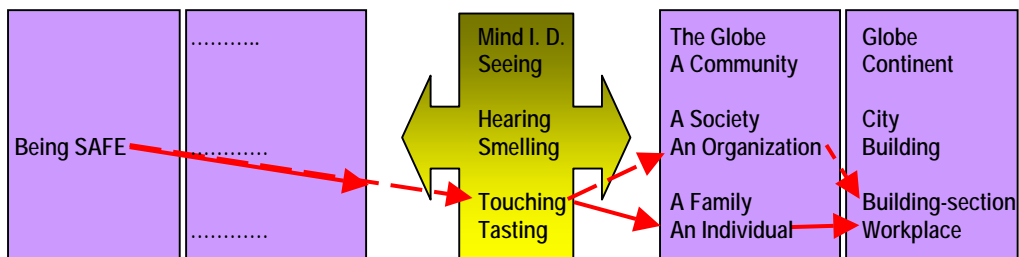 Being SAFE
………..
…………
…………
Mind I. D.
Seeing
Hearing
Smelling
Touching
Tasting
The Globe
A Community
A Society
An Organization
A Family
An Individual
Globe
Continent
City
Building
Building-section
Workplace